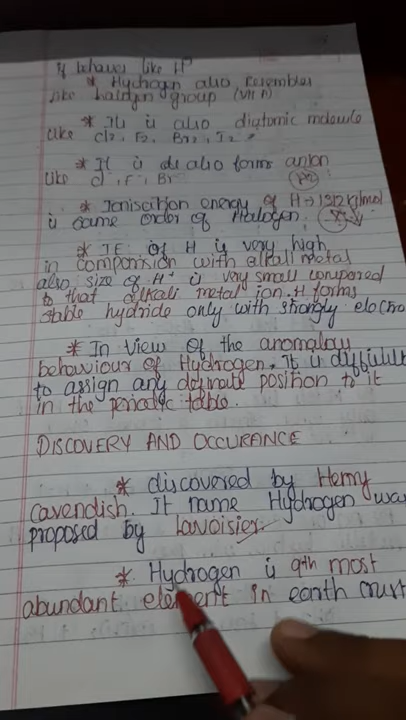 it behaves like H⁺
* Hydrogen also resembles
like halogen group (VII A)
* It is also diatomic molecule
Like Cl₂, F₂, Br₂, I₂
* It also forms anion
Like Cl⁻, F⁻, Br⁻
* Ionisation energy of H → 1312 kJ/mol
is same order of Halogen.
* I.E. of H is very high
in comparision with alkali metal
also size of H⁺ is very small compared
to that alkali metal ion. H forms
stable hydride only with strongly electro
* In view of the anomalous
behaviour of Hydrogen, It is difficult
to assign any definate position to it
in the periodic table.
DISCOVERY AND OCCURANCE
* discovered by Henry
Cavendish. It name Hydrogen was
proposed by Lavoisier.
* Hydrogen is 9th most
abundant element in earth crust